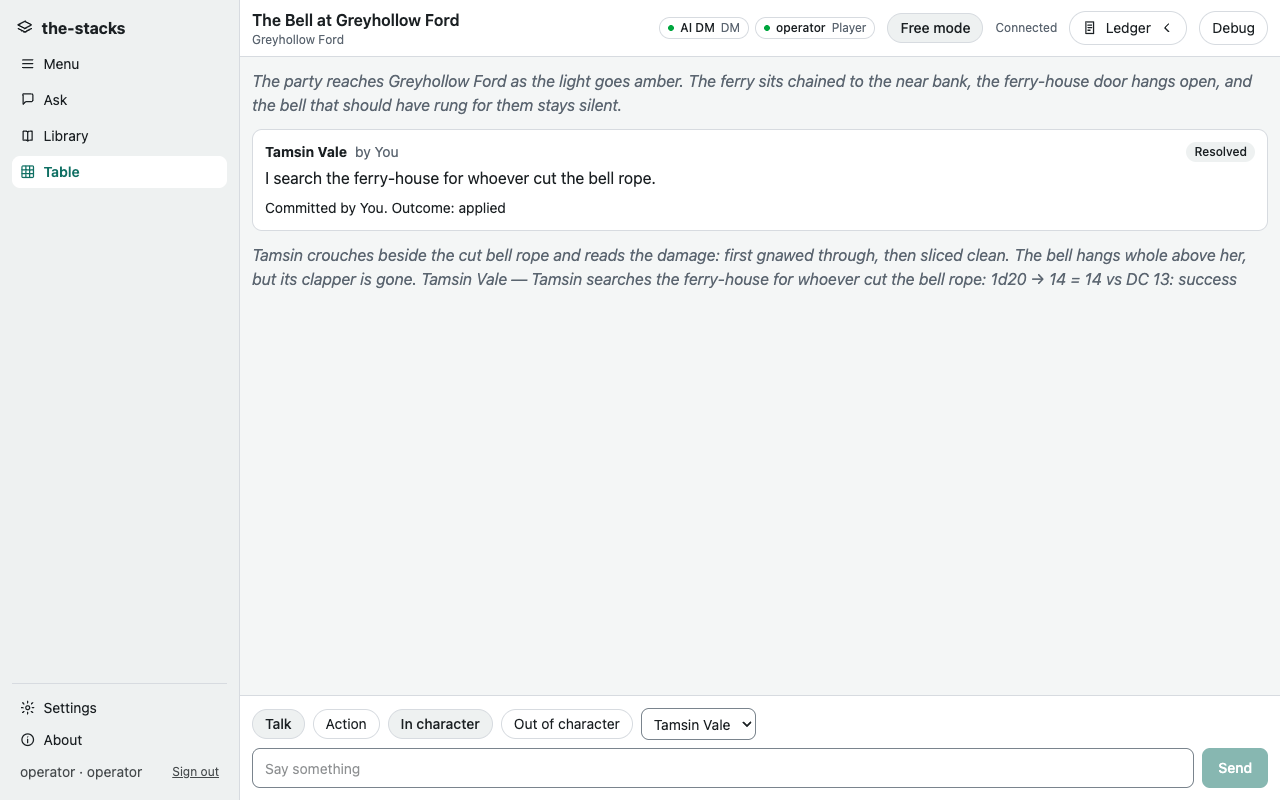 the-stacks
Menu
Ask
Library
Table
Settings
About
operator · operator
Sign out
The Bell at Greyhollow Ford
Greyhollow Ford
AI DM DM
operator Player
Free mode
Connected
Ledger
Debug
The party reaches Greyhollow Ford as the light goes amber. The ferry sits chained to the near bank, the ferry-house door hangs open, and
the bell that should have rung for them stays silent.
Tamsin Vale by You
Resolved
I search the ferry-house for whoever cut the bell rope.
Committed by You. Outcome: applied
Tamsin crouches beside the cut bell rope and reads the damage: first gnawed through, then sliced clean. The bell hangs whole above her,
but its clapper is gone. Tamsin Vale — Tamsin searches the ferry-house for whoever cut the bell rope: 1d20 → 14 = 14 vs DC 13: success
Talk
Action
In character
Out of character
Tamsin Vale
Say something
Send